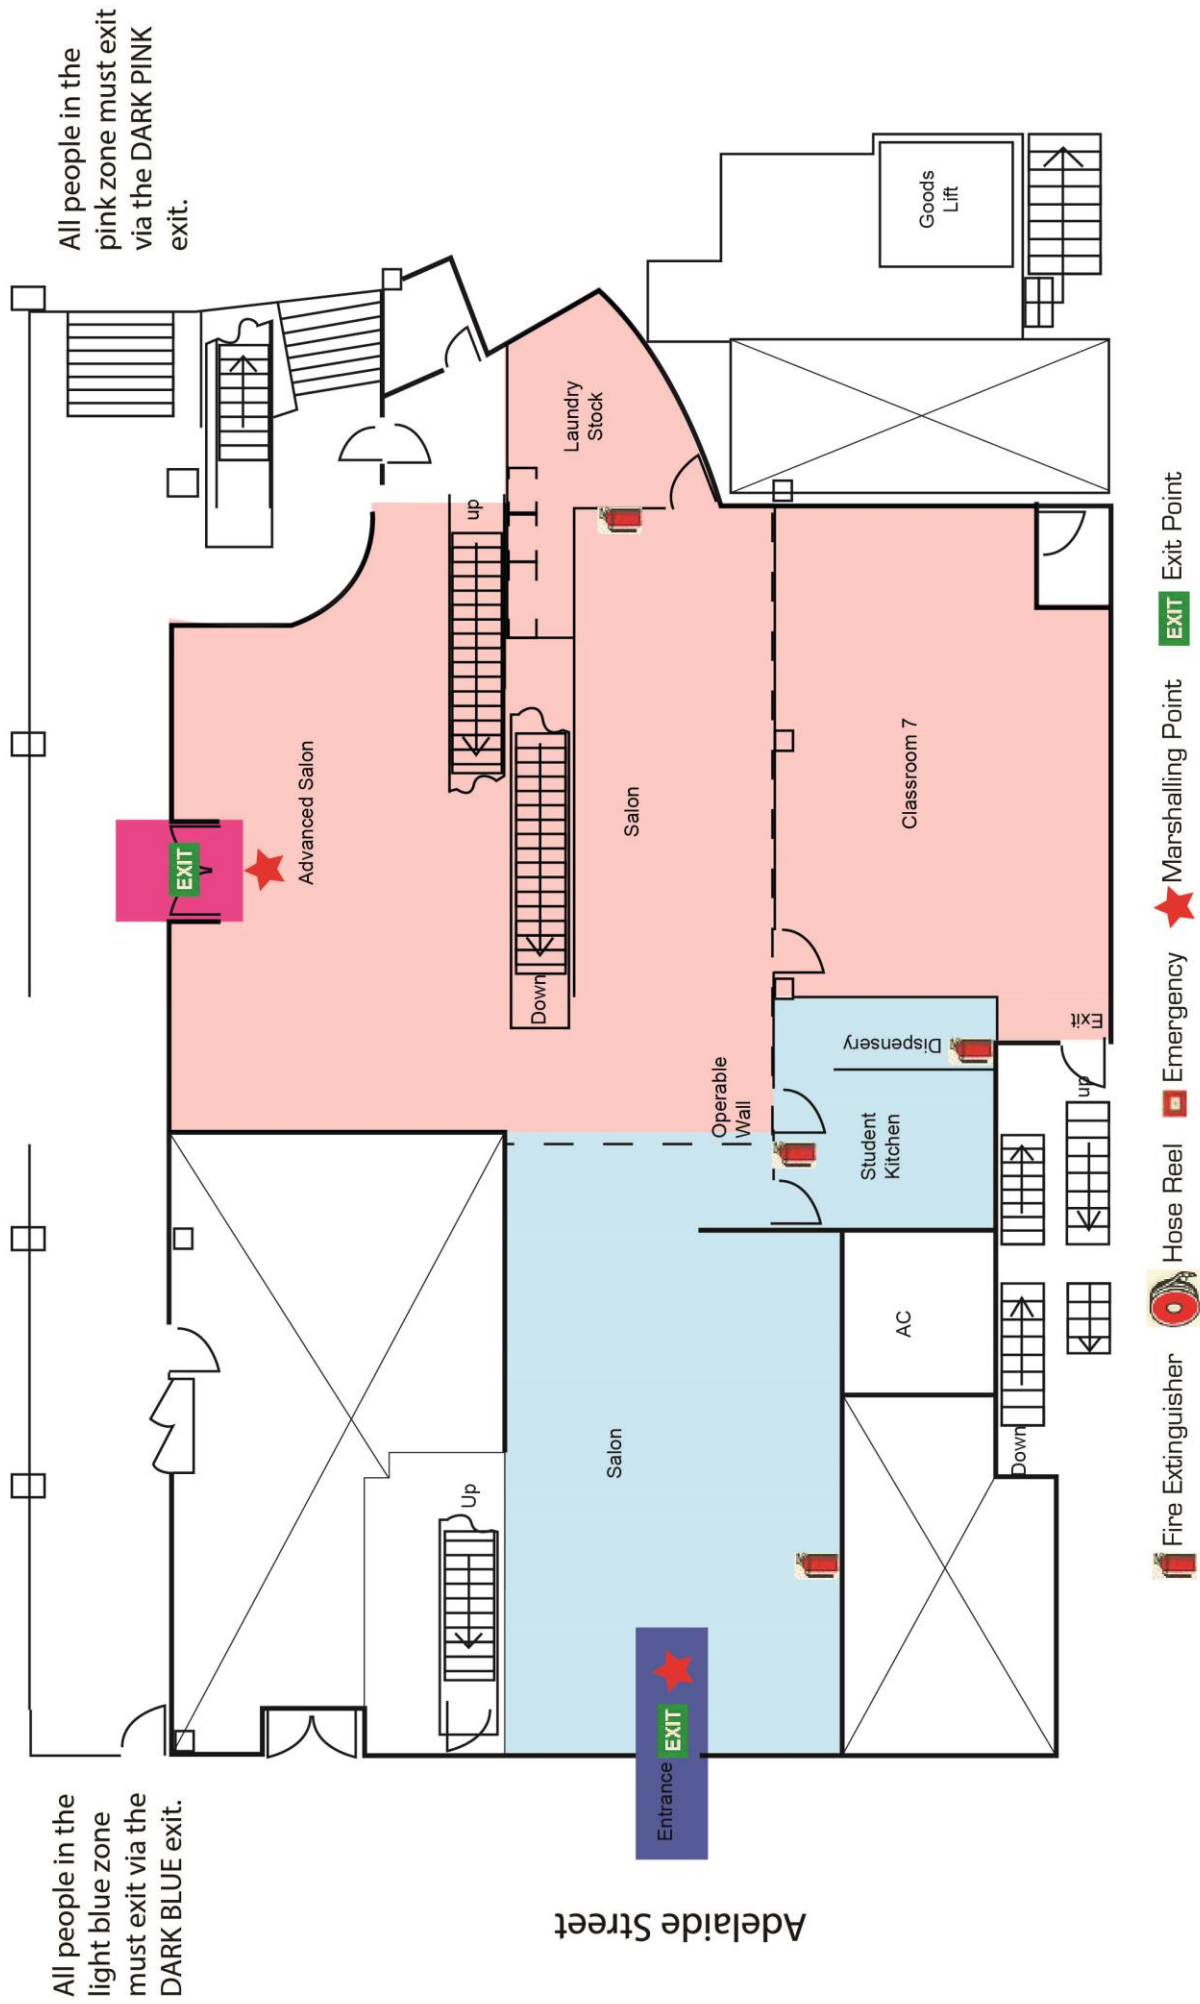 All people in the
pink zone must exit
via the DARK PINK
exit.
All people in the
light blue zone
must exit via the
DARK BLUE exit.
Goods
Lift
Laundry
Stock
up
Advanced Salon
EXIT
Salon
Classroom 7
Down
Operable
Wall
Dispensery
Exit
Student
Kitchen
up
AC
Up
Salon
Down
Entrance
EXIT
Adelaide Street
Fire Extinguisher
Hose Reel
Emergency
Marshalling Point
EXIT
Exit Point